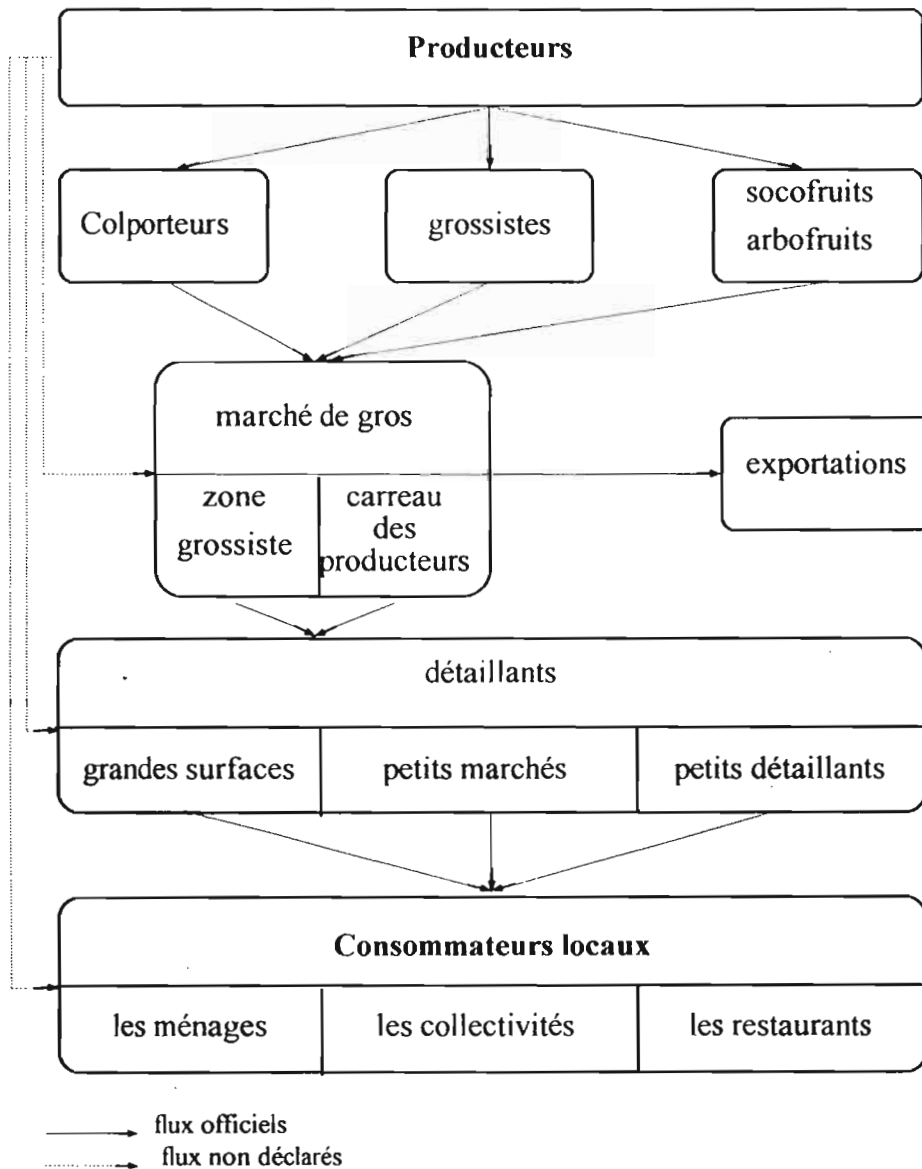 Producteurs
Colporteurs
grossistes
socofruits
arbofruits
marché de gros
zone
grossiste
carreau
des
producteurs
exportations
détaillants
grandes surfaces
petits marchés
petits détaillants
Consommateurs locaux
les ménages
les collectivités
les restaurants
flux officiels
flux non déclarés